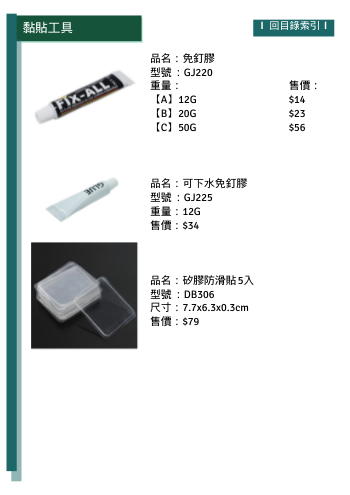 黏貼工具
I 回目錄索引 I
品名：免釘膠
型號：GJ220
重量： 售價：
【A】12G $14
【B】20G $23
【C】50G $56
FIX-ALL
品名：可下水免釘膠
型號：GJ225
重量：12G
售價：$34
GLUE
品名：矽膠防滑貼5入
型號：DB306
尺寸：7.7x6.3x0.3cm
售價：$79